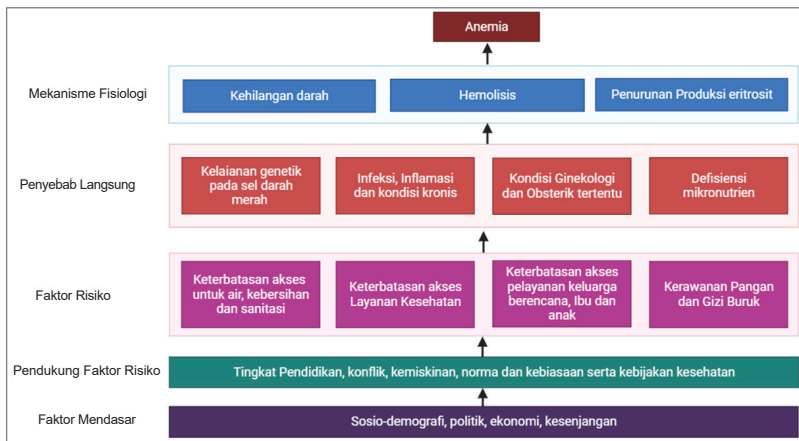 Anemia
Mekanisme Fisiologi
Kehilangan darah
Hemolisis
Penurunan Produksi eritrosit
Penyebab Langsung
Kelaianan genetik
pada sel darah
merah
Infeksi, Inflamasi
dan kondisi kronis
Kondisi Ginekologi
dan Obsterik tertentu
Defisiensi
mikronutrien
Faktor Risiko
Keterbatasan akses
untuk air, kebersihan
dan sanitasi
Keterbatasan akses
Layanan Kesehatan
Keterbatasan akses
pelayanan keluarga
berencana, Ibu dan
anak
Kerawanan Pangan
dan Gizi Buruk
Pendukung Faktor Risiko
Tingkat Pendidikan, konflik, kemiskinan, norma dan kebiasaan serta kebijakan kesehatan
Faktor Mendasar
Sosio-demografi, politik, ekonomi, kesenjangan